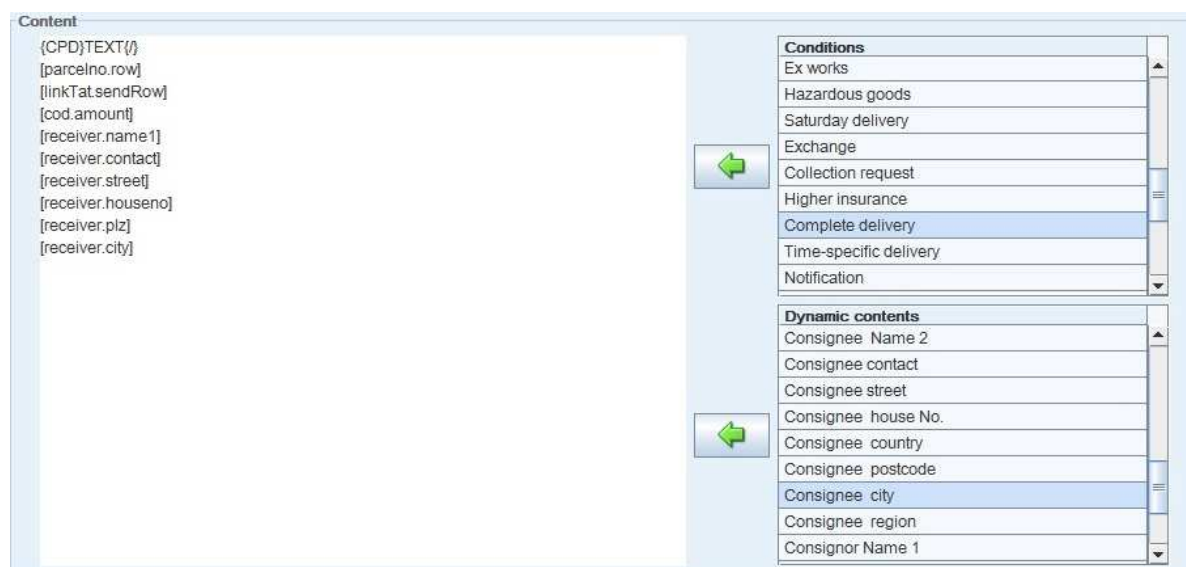 Content
{CPD}TEXT{/}
[parcelno.row]
[linkTat.sendRow]
[cod.amount]
[receiver.name1]
[receiver.contact]
[receiver.street]
[receiver.houseno]
[receiver.plz]
[receiver.city]
Conditions
Ex works
Hazardous goods
Saturday delivery
Exchange
Collection request
Higher insurance
Complete delivery
Time-specific delivery
Notification
Dynamic contents
Consignee Name 2
Consignee contact
Consignee street
Consignee house No.
Consignee country
Consignee postcode
Consignee city
Consignee region
Consignor Name 1